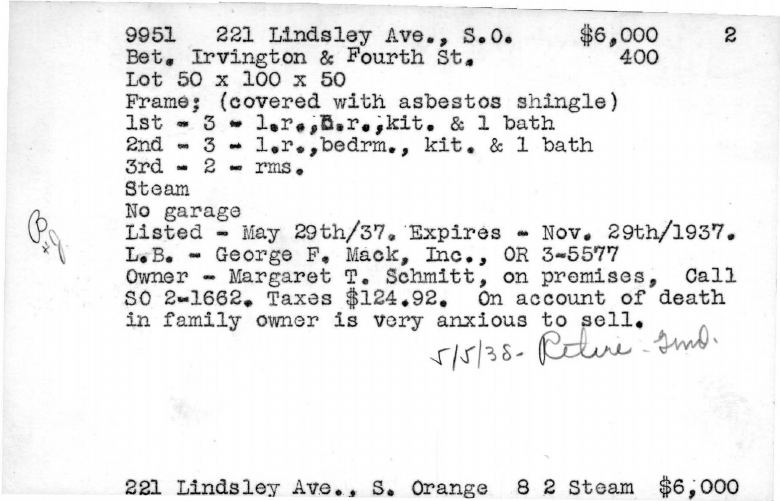 9951 221 Lindsley Ave., S.O. $6,000 2
Bet. Irvington & Fourth St. 400
Lot 50 x 100 x 50
Frame; (covered with asbestos shingle)
1st - 3 - l.r., b.r.,kit. & 1 bath
2nd - 3 - l.r.,bedrm., kit. & 1 bath
3rd - 2 - rms.
Steam
No garage
Listed - May 29th/37. Expires - Nov. 29th/1937.
L.B. - George F. Mack, Inc., OR 3-5577
Owner - Margaret T. Schmitt, on premises, Call
SO 2-1662. Taxes $124.92. On account of death
in family owner is very anxious to sell.
5/5/38 - Retire -
221 Lindsley Ave., S. Orange 8 2 Steam $6,000